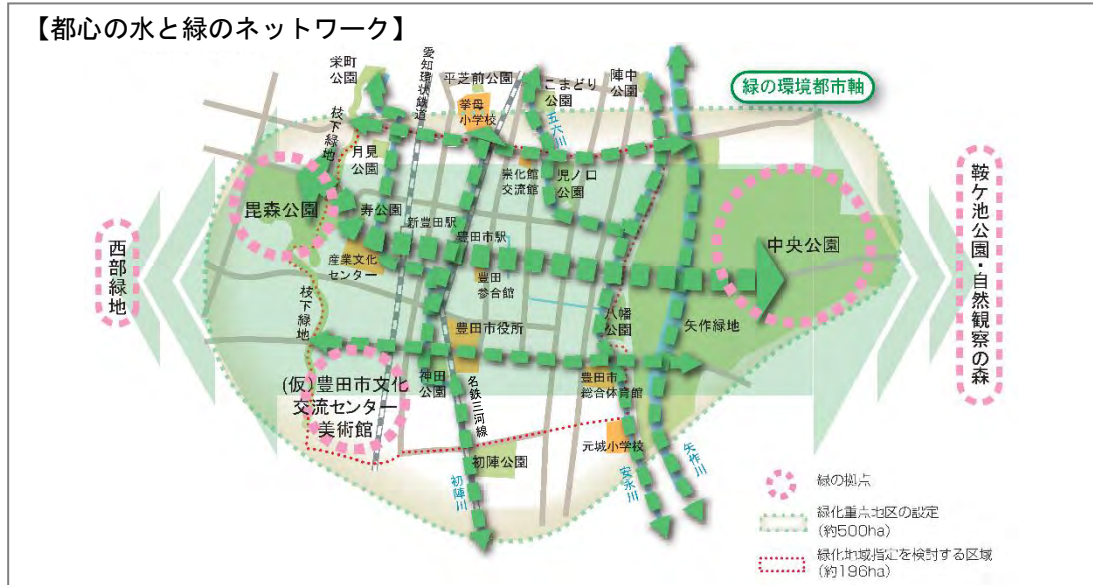 【都心の水と緑のネットワーク】
栄町
公園
愛知環状鉄道
平芝前公園
こまどり
公園
陣中
公園
緑の環境都市軸
挙母
小学校
五六川
枝下緑地
月見
公園
崇化館
交流館
児ノ口
公園
毘森公園
寿公園
新豊田駅
豊田市駅
中央公園
西部緑地
鞍ケ池公園・自然観察の森
産業文化
センター
豊田
参合館
枝下緑地
八幡
公園
矢作緑地
豊田市役所
(仮)豊田市文化
交流センター
美術館
神田
公園
名鉄三河線
豊田市
総合体育館
元城小学校
初陣公園
初陣川
安永川
矢作川
緑の拠点
緑化重点地区の設定
(約500ha)
緑化地域指定を検討する区域
(約196ha)